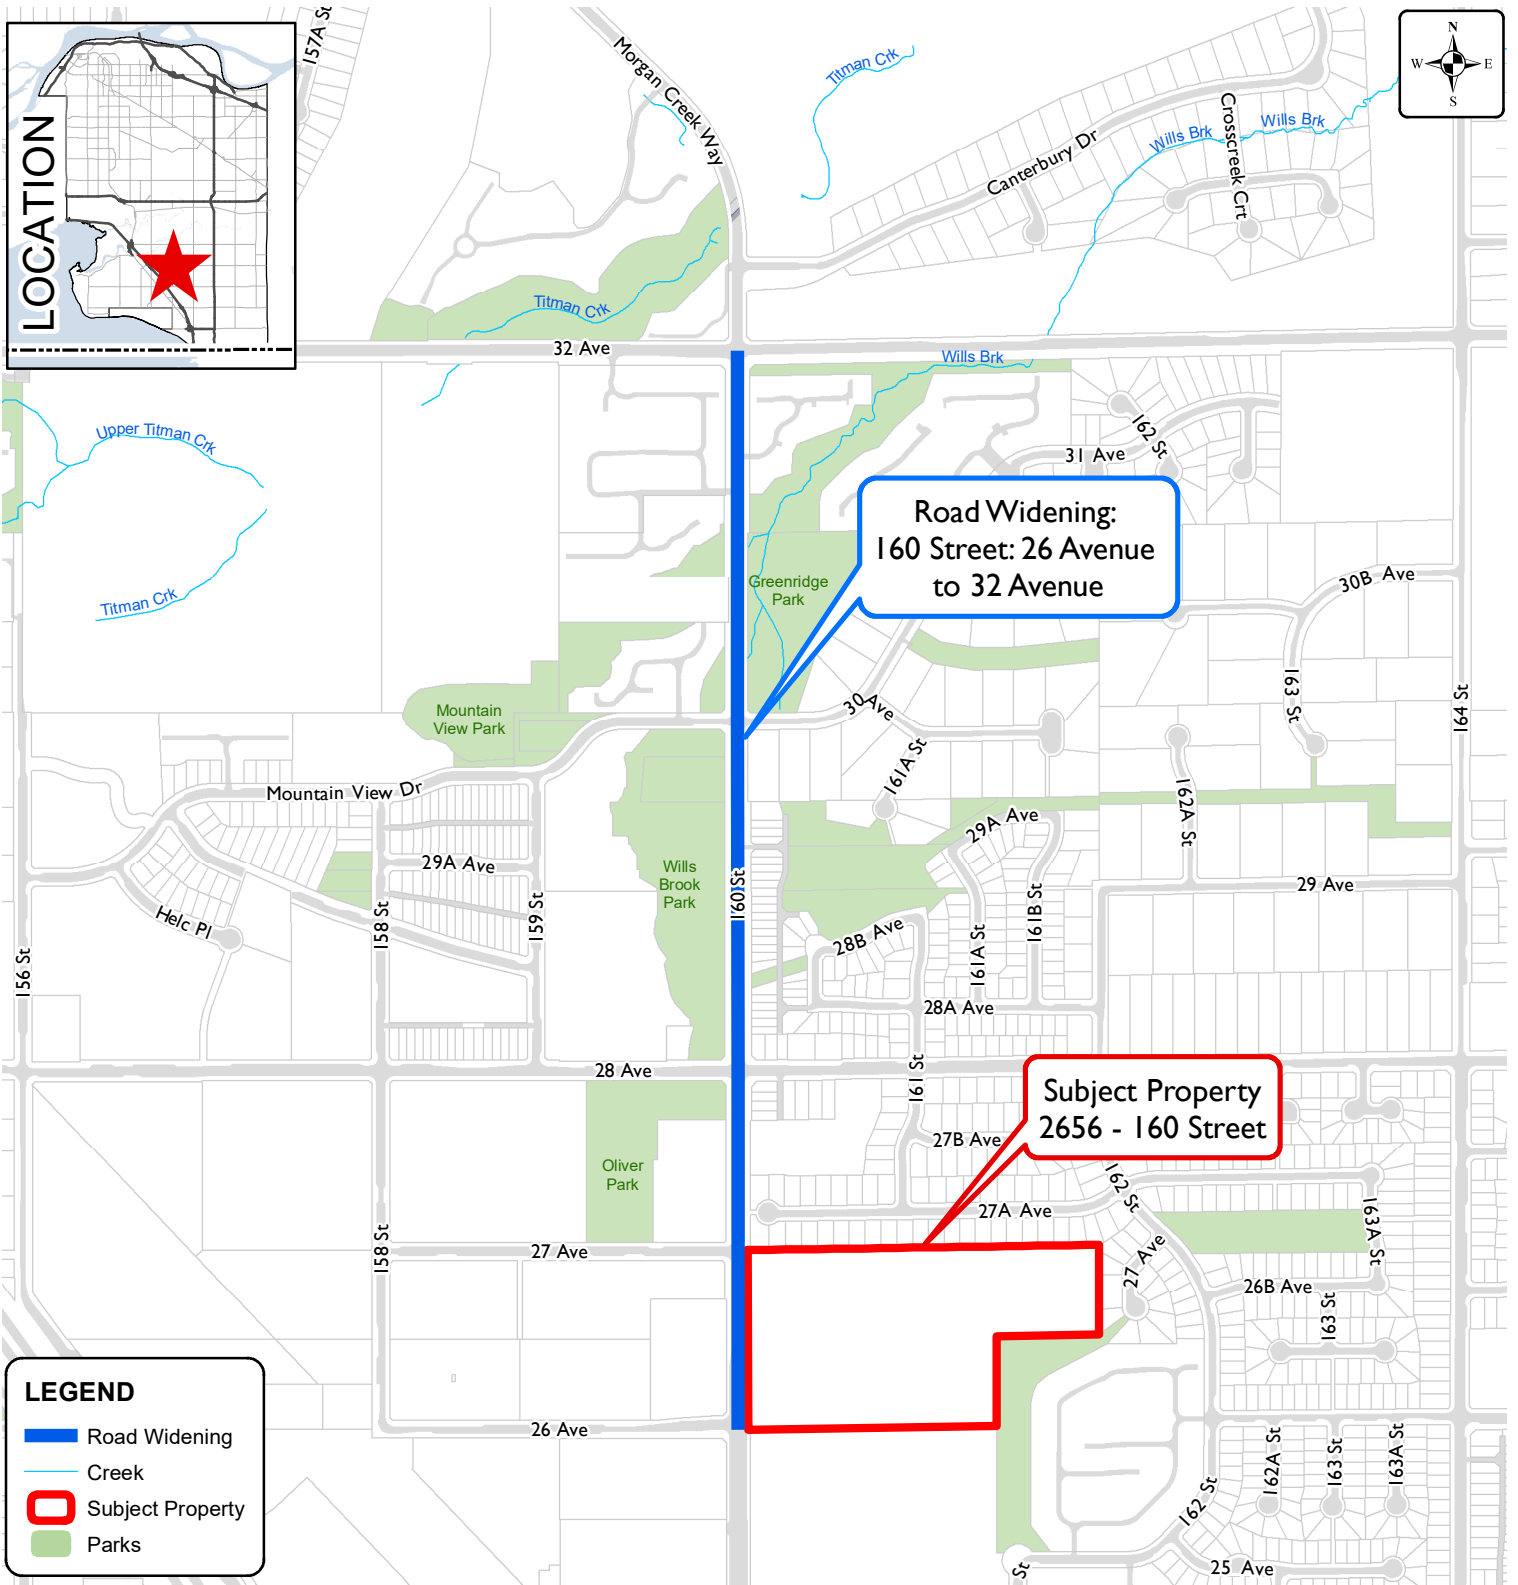 LOCATION
157A St
Morgan Creek Way
Titman Crk
N
W
E
S
Crosscreek Crt
Wills Brk
Wills Brk
Canterbury Dr
Titman Crk
32 Ave
Wills Brk
Upper Titman Crk
162 St
31 Ave
Road Widening:
160 Street: 26 Avenue
to 32 Avenue
Titman Crk
Greenridge
Park
30B Ave
163 St
164 St
Mountain
View Park
30 Ave
161A St
Mountain View Dr
162A St
29A Ave
29A Ave
Wills
Brook
Park
160 St
29 Ave
Helc Pl
158 St
159 St
161B St
28B Ave
161A St
156 St
28A Ave
28 Ave
161 St
Subject Property
2656 - 160 Street
27B Ave
Oliver
Park
162 St
27A Ave
163A St
158 St
27 Ave
27 Ave
26B Ave
163 St
26 Ave
162A St
163 St
163A St
162 St
25 Ave
St
LEGEND
Road Widening
Creek
Subject Property
Parks